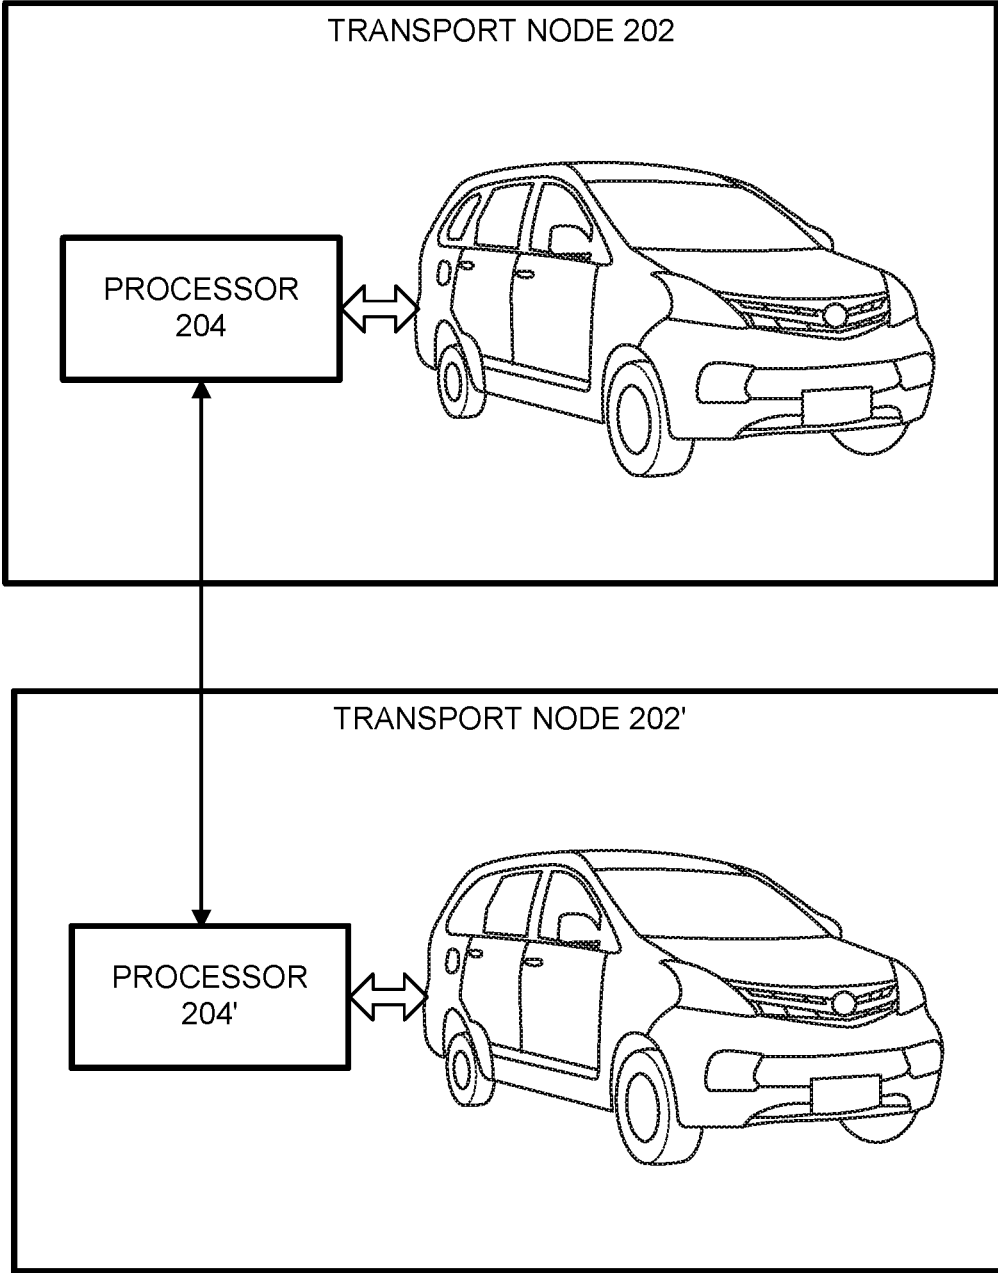 TRANSPORT NODE 202
PROCESSOR
204
TRANSPORT NODE 202'
PROCESSOR
204'